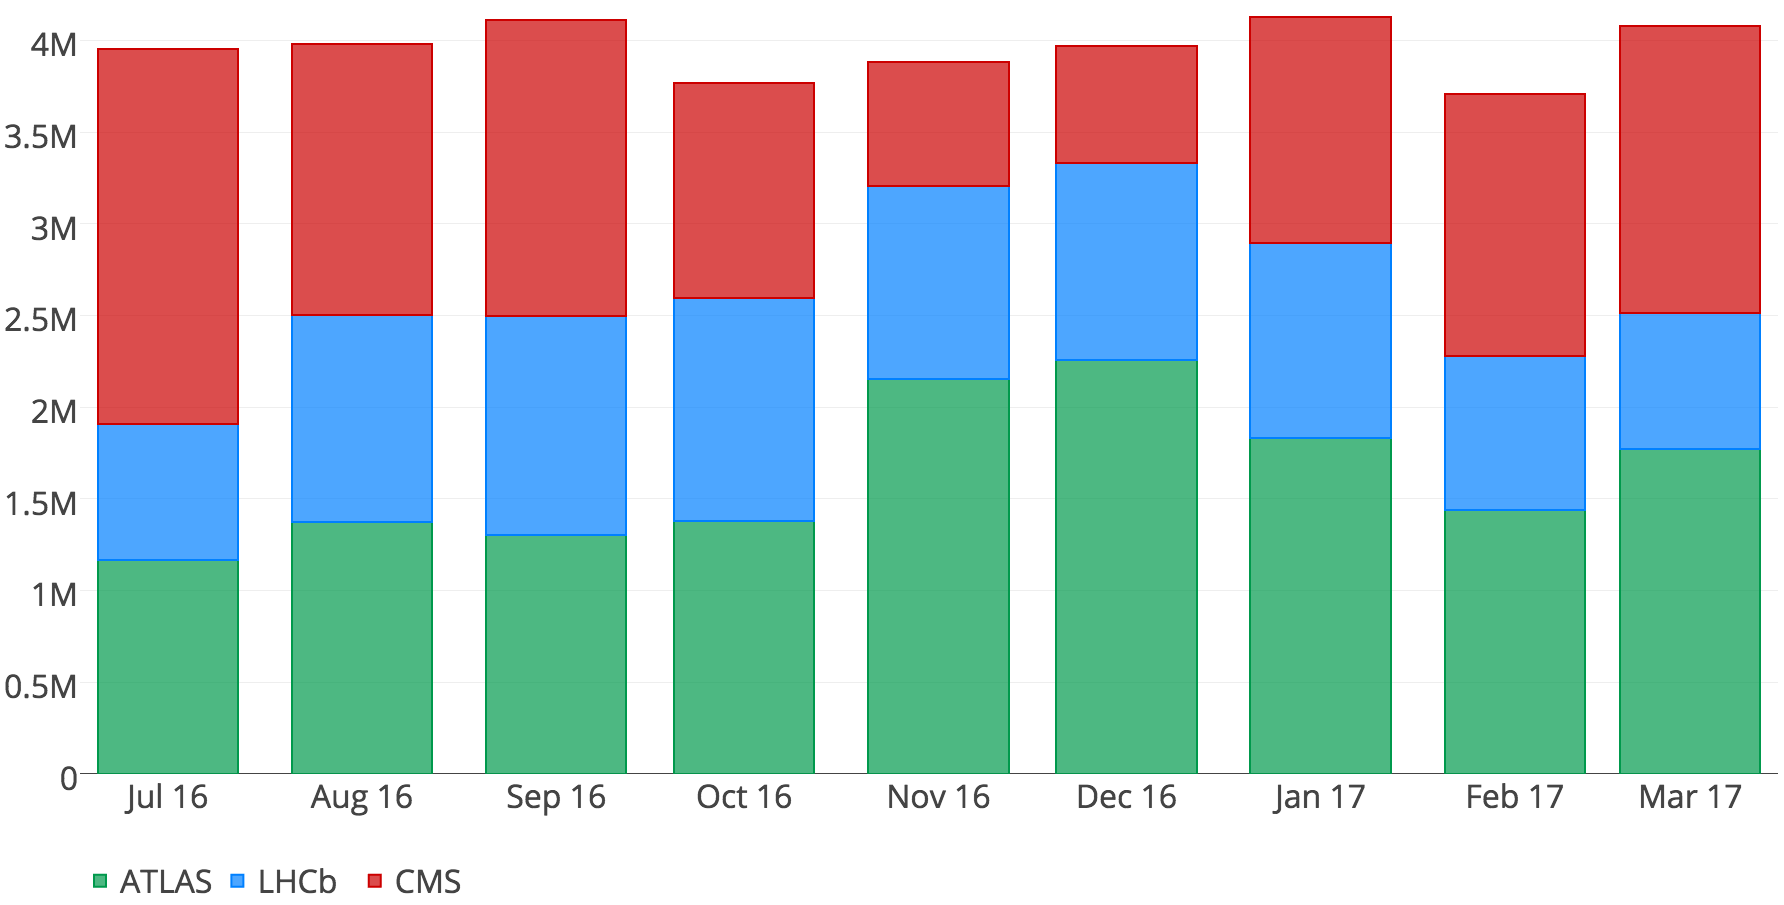 4M
3.5M
3M
2.5M
2M
1.5M
1M
0.5M
0
Jul 16 Aug 16 Sep 16 Oct 16 Nov 16 Dec 16 Jan 17 Feb 17 Mar 17
ATLAS LHCb CMS